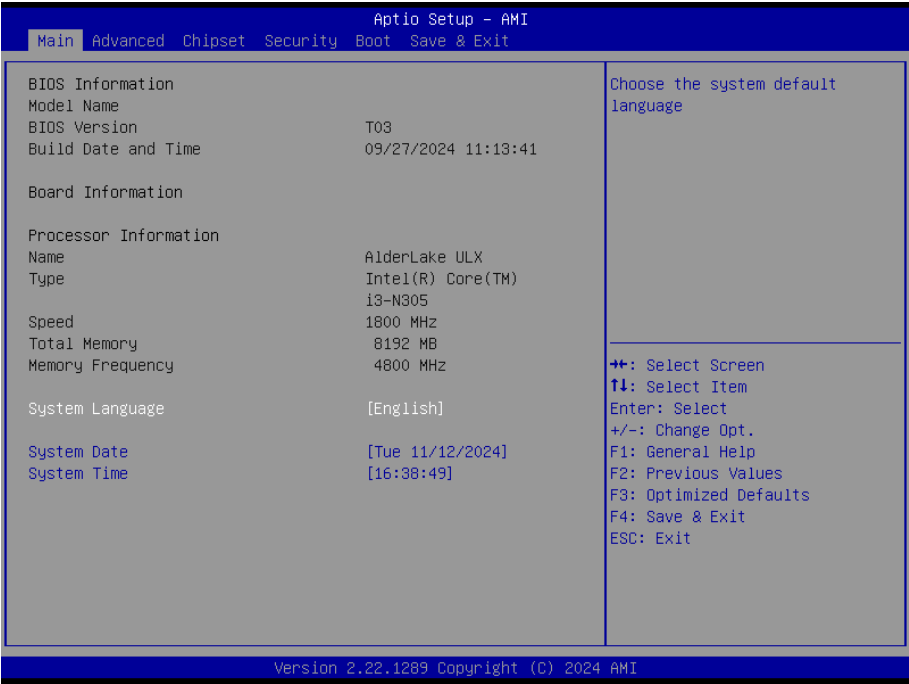 Aptio Setup – AMI
Main Advanced Chipset Security Boot Save & Exit
BIOS Information
Model Name
BIOS Version T03
Build Date and Time 09/27/2024 11:13:41
Board Information
Processor Information
Name AlderLake ULX
Type Intel(R) Core(TM)
i3-N305
Speed 1800 MHz
Total Memory 8192 MB
Memory Frequency 4800 MHz
System Language [English]
System Date [Tue 11/12/2024]
System Time [16:38:49]
Choose the system default
language
→←: Select Screen
↑↓: Select Item
Enter: Select
+/-: Change Opt.
F1: General Help
F2: Previous Values
F3: Optimized Defaults
F4: Save & Exit
ESC: Exit
Version 2.22.1289 Copyright (C) 2024 AMI